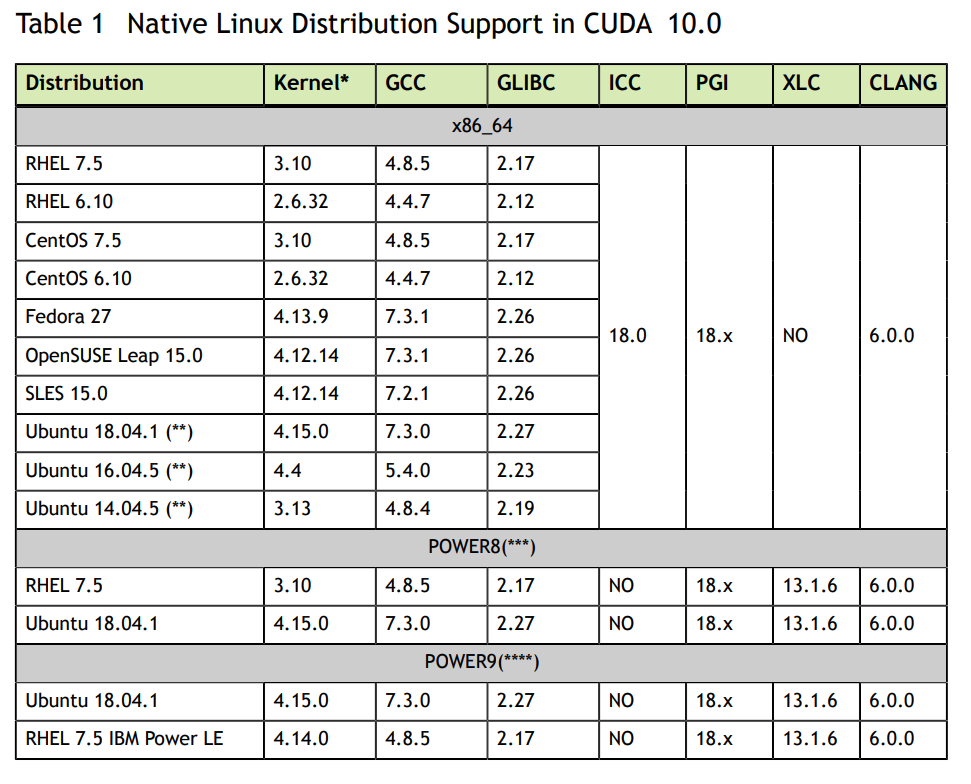 Table 1 Native Linux Distribution Support in CUDA 10.0
Distribution Kernel* GCC GLIBC ICC PGI XLC CLANG
x86_64
RHEL 7.5 3.10 4.8.5 2.17
RHEL 6.10 2.6.32 4.4.7 2.12
CentOS 7.5 3.10 4.8.5 2.17
CentOS 6.10 2.6.32 4.4.7 2.12
Fedora 27 4.13.9 7.3.1 2.26
18.0 18.x NO 6.0.0
OpenSUSE Leap 15.0 4.12.14 7.3.1 2.26
SLES 15.0 4.12.14 7.2.1 2.26
Ubuntu 18.04.1 (**) 4.15.0 7.3.0 2.27
Ubuntu 16.04.5 (**) 4.4 5.4.0 2.23
Ubuntu 14.04.5 (**) 3.13 4.8.4 2.19
POWER8(***)
RHEL 7.5 3.10 4.8.5 2.17 NO 18.x 13.1.6 6.0.0
Ubuntu 18.04.1 4.15.0 7.3.0 2.27 NO 18.x 13.1.6 6.0.0
POWER9(****)
Ubuntu 18.04.1 4.15.0 7.3.0 2.27 NO 18.x 13.1.6 6.0.0
RHEL 7.5 IBM Power LE 4.14.0 4.8.5 2.17 NO 18.x 13.1.6 6.0.0